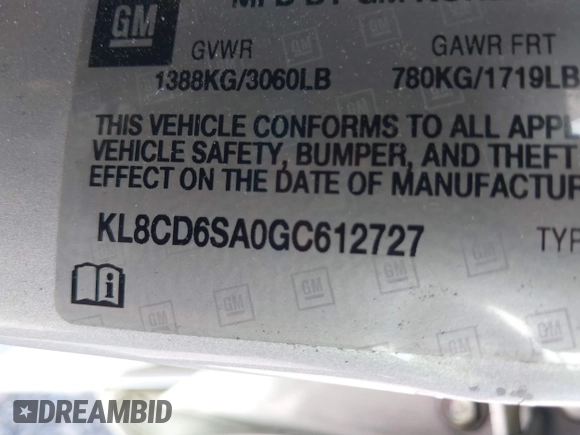 GM
GVWR
GAWR FRT
1388KG/3060LB
780KG/1719LB
THIS VEHICLE CONFORMS TO ALL APPL
VEHICLE SAFETY, BUMPER, AND THEFT
EFFECT ON THE DATE OF MANUFACTUR
KL8CD6SA0GC612727
TYP
DREAMBID